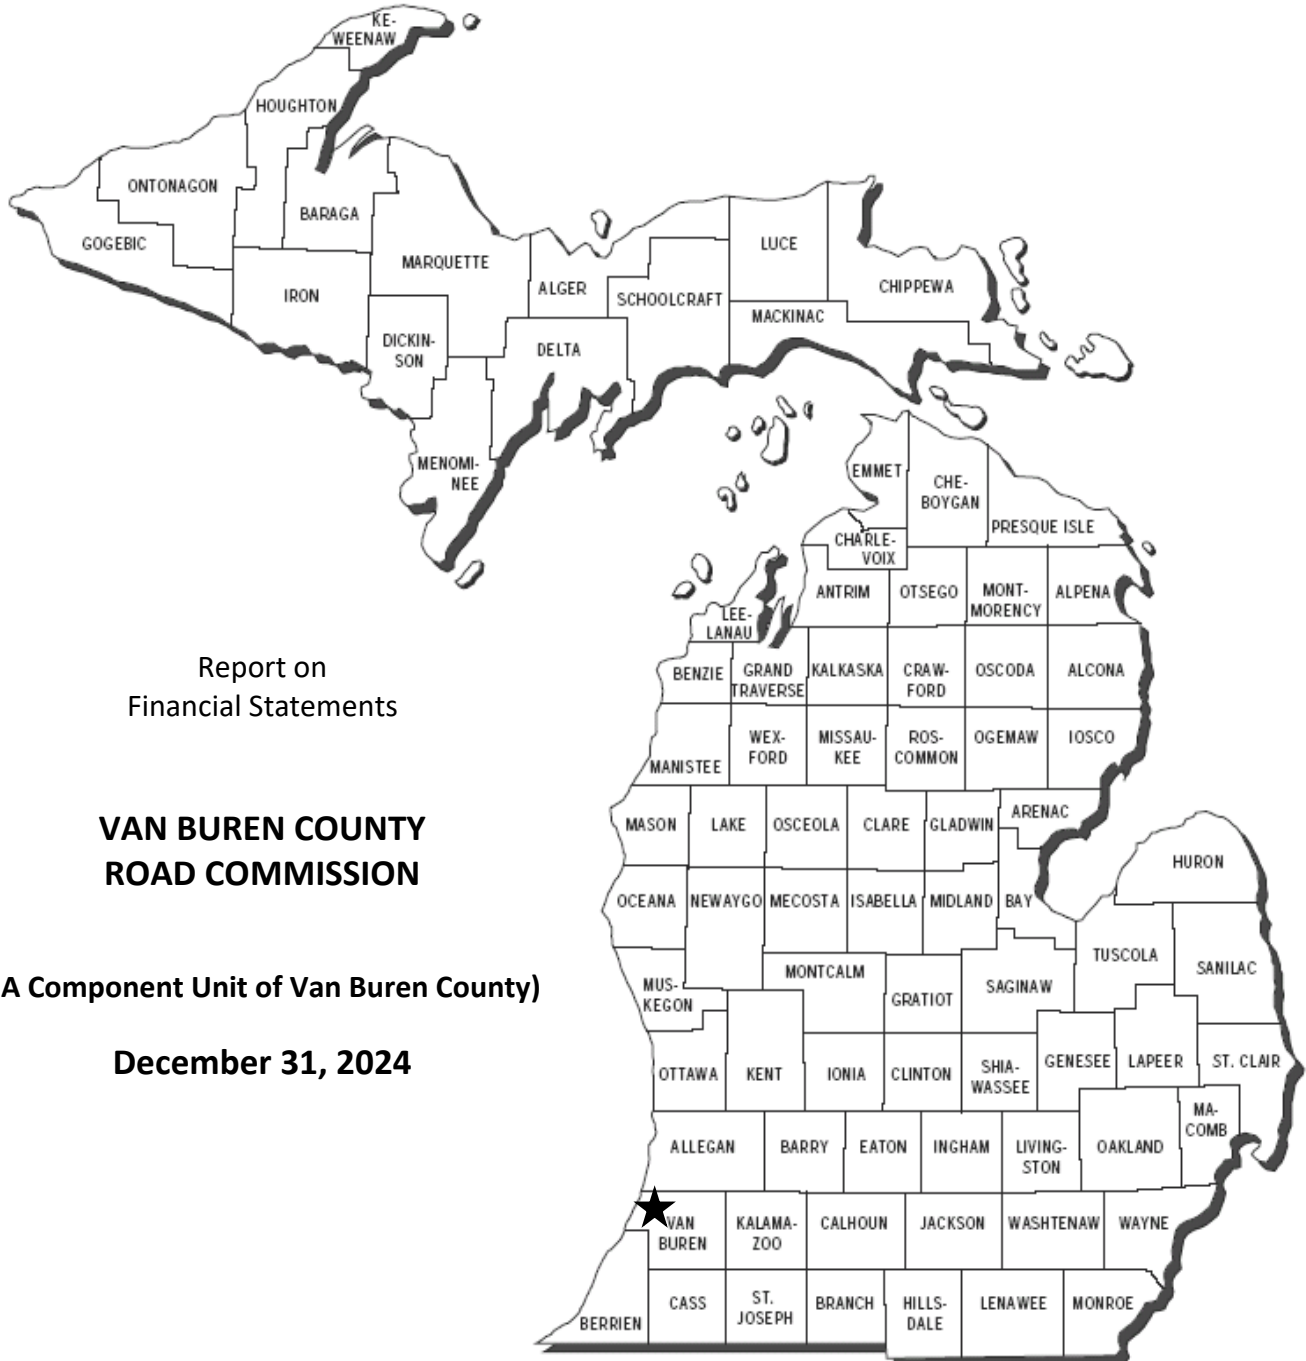 KE-
WEENAW
HOUGHTON
ONTONAGON
BARAGA
GOGEBIC
MARQUETTE
LUCE
ALGER
CHIPPEWA
IRON
SCHOOLCRAFT
MACKINAC
DICKIN-
SON
DELTA
MENOMI-
NEE
EMMET
CHE-
BOYGAN
PRESQUE ISLE
CHARLE-
VOIX
ANTRIM
OTSEGO
MONT-
MORENCY
ALPENA
LEE-
LANAU
BENZIE
GRAND
TRAVERSE
KALKASKA
CRAW-
FORD
OSCODA
ALCONA
Report on
Financial Statements
MANISTEE
WEX-
FORD
MISSAU-
KEE
ROS-
COMMON
OGEMAW
IOSCO
VAN BUREN COUNTY
ROAD COMMISSION
MASON
LAKE
OSCEOLA
CLARE
GLADWIN
ARENAC
HURON
OCEANA
NEWAYGO
MECOSTA
ISABELLA
MIDLAND
BAY
TUSCOLA
SANILAC
A Component Unit of Van Buren County)
MUS-
KEGON
MONTCALM
GRATIOT
SAGINAW
December 31, 2024
OTTAWA
KENT
IONIA
CLINTON
SHIA-
WASSEE
GENESEE
LAPEER
ST. CLAIR
MA-
COMB
ALLEGAN
BARRY
EATON
INGHAM
LIVING-
STON
OAKLAND
VAN
BUREN
KALAMA-
ZOO
CALHOUN
JACKSON
WASHTENAW
WAYNE
BERRIEN
CASS
ST.
JOSEPH
BRANCH
HILLS-
DALE
LENAWEE
MONROE